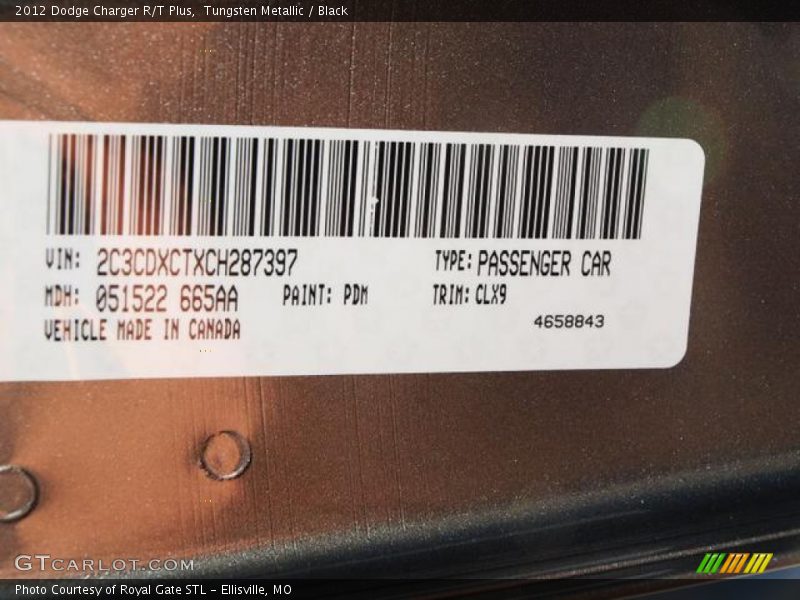 2012 Dodge Charger R/T Plus, Tungsten Metallic / Black
VIN: 2C3CDXCTXCH287397 TYPE: PASSENGER CAR
MDH: 051522 665AA PAINT: PDM TRIM: CLX9
VEHICLE MADE IN CANADA 4658843
GTCARLOT.COM
Photo Courtesy of Royal Gate STL - Ellisville, MO